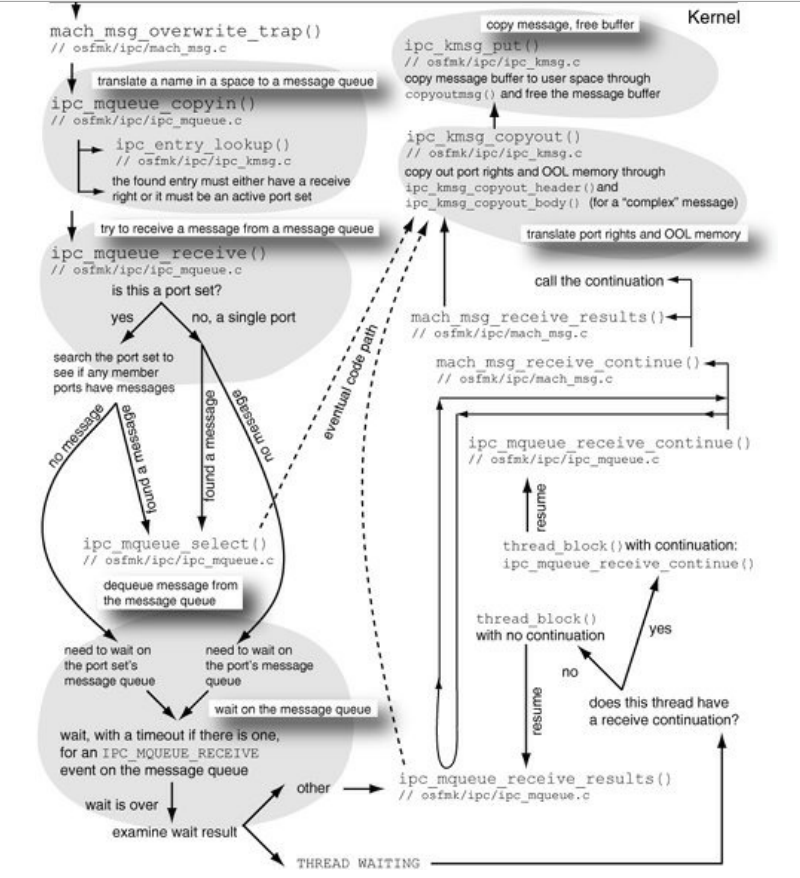 Kernel
mach_msg_overwrite_trap()
// osfmk/ipc/mach_msg.c
translate a name in a space to a message queue
ipc_mqueue_copyin()
// osfmk/ipc/ipc_mqueue.c
ipc_entry_lookup()
// osfmk/ipc/ipc_kmsg.c
the found entry must either have a receive
right or it must be an active port set
try to receive a message from a message queue
ipc_mqueue_receive()
// osfmk/ipc/ipc_mqueue.c
is this a port set?
yes
no, a single port
search the port set to
see if any member
ports have messages
no message
found a message
found a message
no message
ipc_mqueue_select()
// osfmk/ipc/ipc_mqueue.c
dequeue message from
the message queue
need to wait on
the port set's
message queue
need to wait on
the port's message
queue
wait on the message queue
wait, with a timeout if there is one,
for an IPC_MQUEUE_RECEIVE
event on the message queue
wait is over
examine wait result
other
THREAD WAITING
copy message, free buffer
ipc_kmsg_put()
// osfmk/ipc/ipc_kmsg.c
copy message buffer to user space through
copyoutmsg() and free the message buffer
ipc_kmsg_copyout()
// osfmk/ipc/ipc_kmsg.c
copy out port rights and OOL memory through
ipc_kmsg_copyout_header() and
ipc_kmsg_copyout_body() (for a “complex” message)
translate port rights and OOL memory
eventual code path
call the continuation
mach_msg_receive_results()
// osfmk/ipc/mach_msg.c
mach_msg_receive_continue()
// osfmk/ipc/mach_msg.c
ipc_mqueue_receive_continue()
// osfmk/ipc/ipc_mqueue.c
resume
thread_block() with continuation:
ipc_mqueue_receive_continue()
thread_block()
with no continuation
yes
no
resume
does this thread have
a receive continuation?
ipc_mqueue_receive_results()
// osfmk/ipc/ipc_mqueue.c